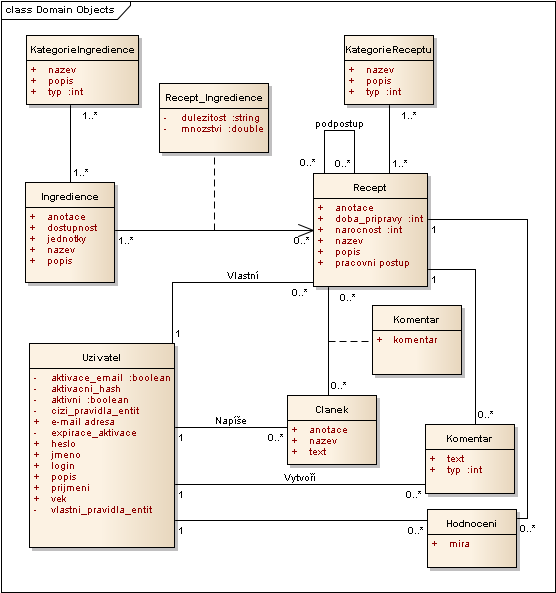 class Domain Objects
KategorieIngredience
+ nazev
+ popis
+ typ :int
KategorieReceptu
+ nazev
+ popis
+ typ :int
Recept_Ingredience
- dulezitost :string
- mnozstvi :double
1..*
1..*
podpostup
0..*
0..*
1..*
1..*
Ingredience
+ anotace
+ dostupnost
+ jednotky
+ nazev
+ popis
1..*
0..*
Recept
+ anotace
+ doba_pripravy :int
+ narocnost :int
+ nazev
+ popis
+ pracovni postup
1
1
Vlastní
0..*
0..*
1
Komentar
+ komentar
Uzivatel
- aktivace_email :boolean
- aktivacni_hash
- aktivni :boolean
- cizi_pravidla_entit
+ e-mail adresa
- expirace_aktivace
+ heslo
+ jmeno
+ login
+ popis
+ prijmeni
+ vek
- vlastni_pravidla_entit
0..*
Clanek
+ anotace
+ nazev
+ text
Napíše
1
0..*
0..*
Komentar
+ text
+ typ :int
Vytvoří
1
0..*
Hodnoceni
+ mira
1
0..*
0..*